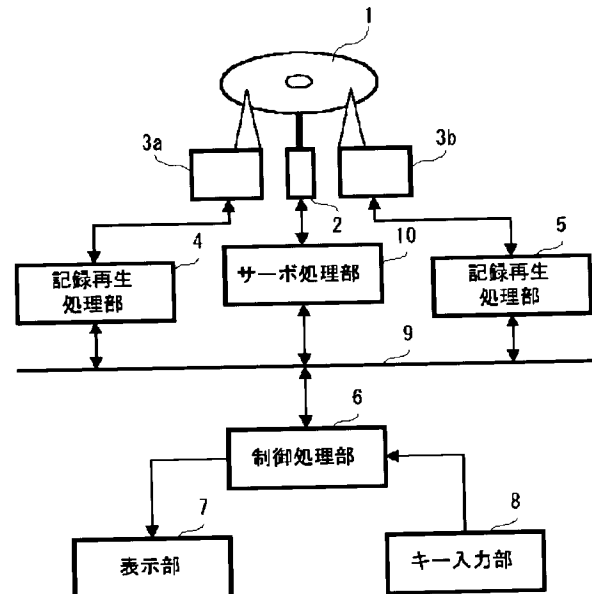 1
3a
3b
2
4
10
5
記録再生
処理部
サーボ処理部
記録再生
処理部
9
6
制御処理部
7
8
表示部
キー入力部